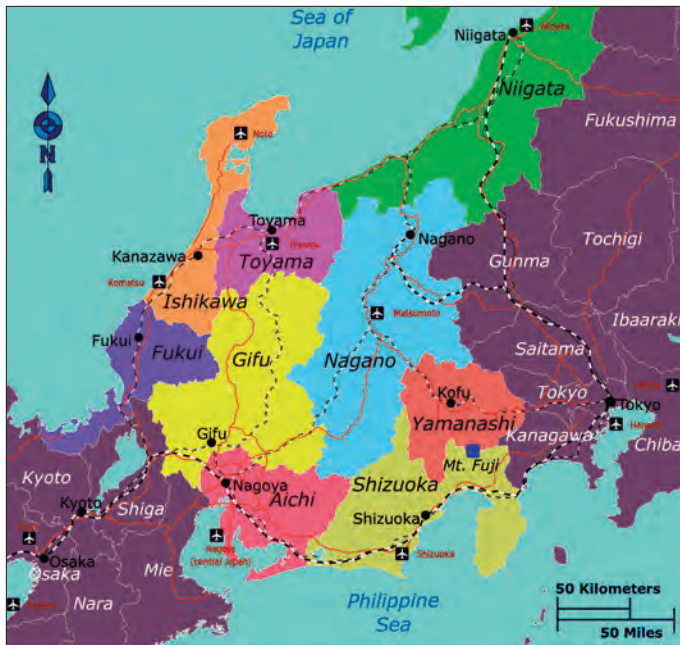 Sea of
Japan
Niigata
Niigata
Niigata
Fukushima
N
Noto
Toyama
Toyama
Kanazawa
Nagano
Gunma
Tochigi
Komatsu
Ishikawa
Matsumoto
Ibaaraki
Fukui
Fukui
Gifu
Nagano
Saitama
Kofu
Tokyo
Tokyo
Yamanashi
Kanagawa
Chiba
Gifu
Mt. Fuji
Kyoto
Nagoya
Aichi
Shizuoka
Kyoto
Shiga
Shizuoka
Osaka
Osaka
Mie
Nagoya
(central Japan)
Shizuoka
Nara
Philippine
Sea
50 Kilometers
50 Miles